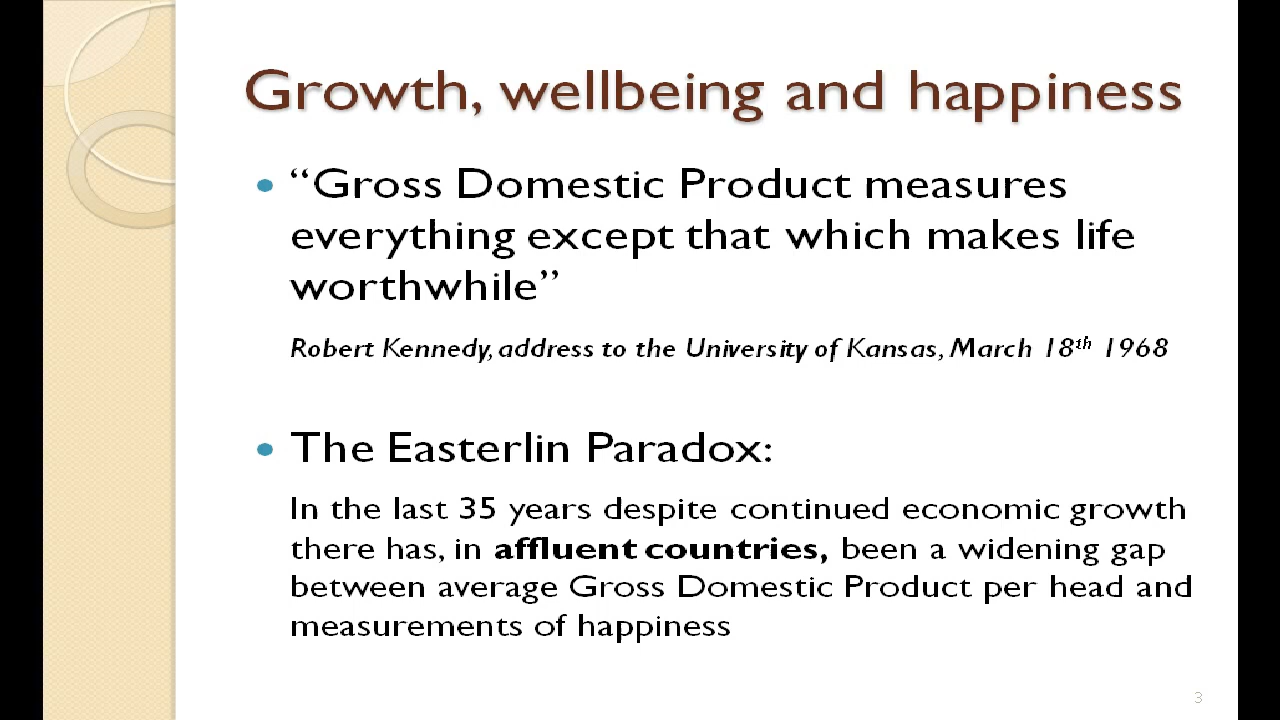 Growth, wellbeing and happiness
• “Gross Domestic Product measures
everything except that which makes life
worthwhile”
Robert Kennedy, address to the University of Kansas, March 18th 1968
• The Easterlin Paradox:
In the last 35 years despite continued economic growth
there has, in affluent countries, been a widening gap
between average Gross Domestic Product per head and
measurements of happiness
3